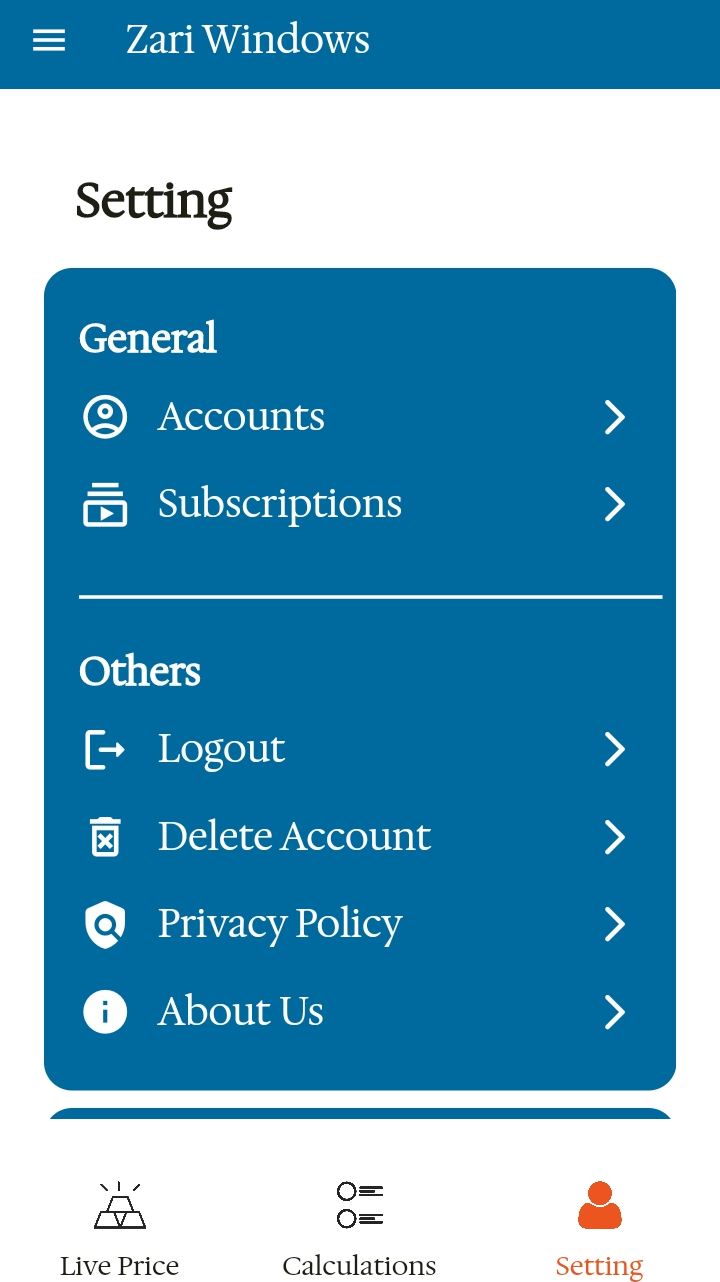 Zari Windows
Setting
General
Accounts
Subscriptions
Others
Logout
Delete Account
Privacy Policy
About Us
Live Price
Calculations
Setting